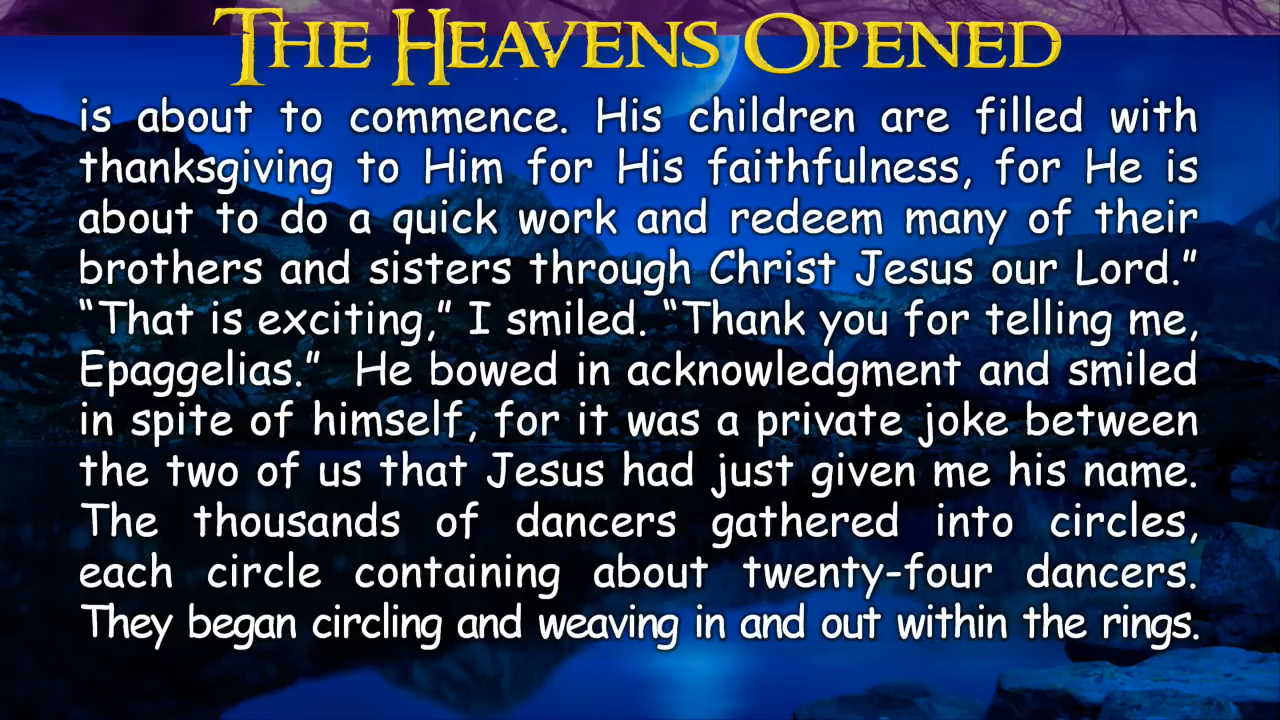 THE HEAVENS OPENED
is about to commence. His children are filled with
thanksgiving to Him for His faithfulness, for He is
about to do a quick work and redeem many of their
brothers and sisters through Christ Jesus our Lord.”
“That is exciting,” I smiled. “Thank you for telling me,
Epaggelias.”  He bowed in acknowledgment and smiled
in spite of himself, for it was a private joke between
the two of us that Jesus had just given me his name.
The thousands of dancers gathered into circles,
each circle containing about twenty-four dancers.
They began circling and weaving in and out within the rings.